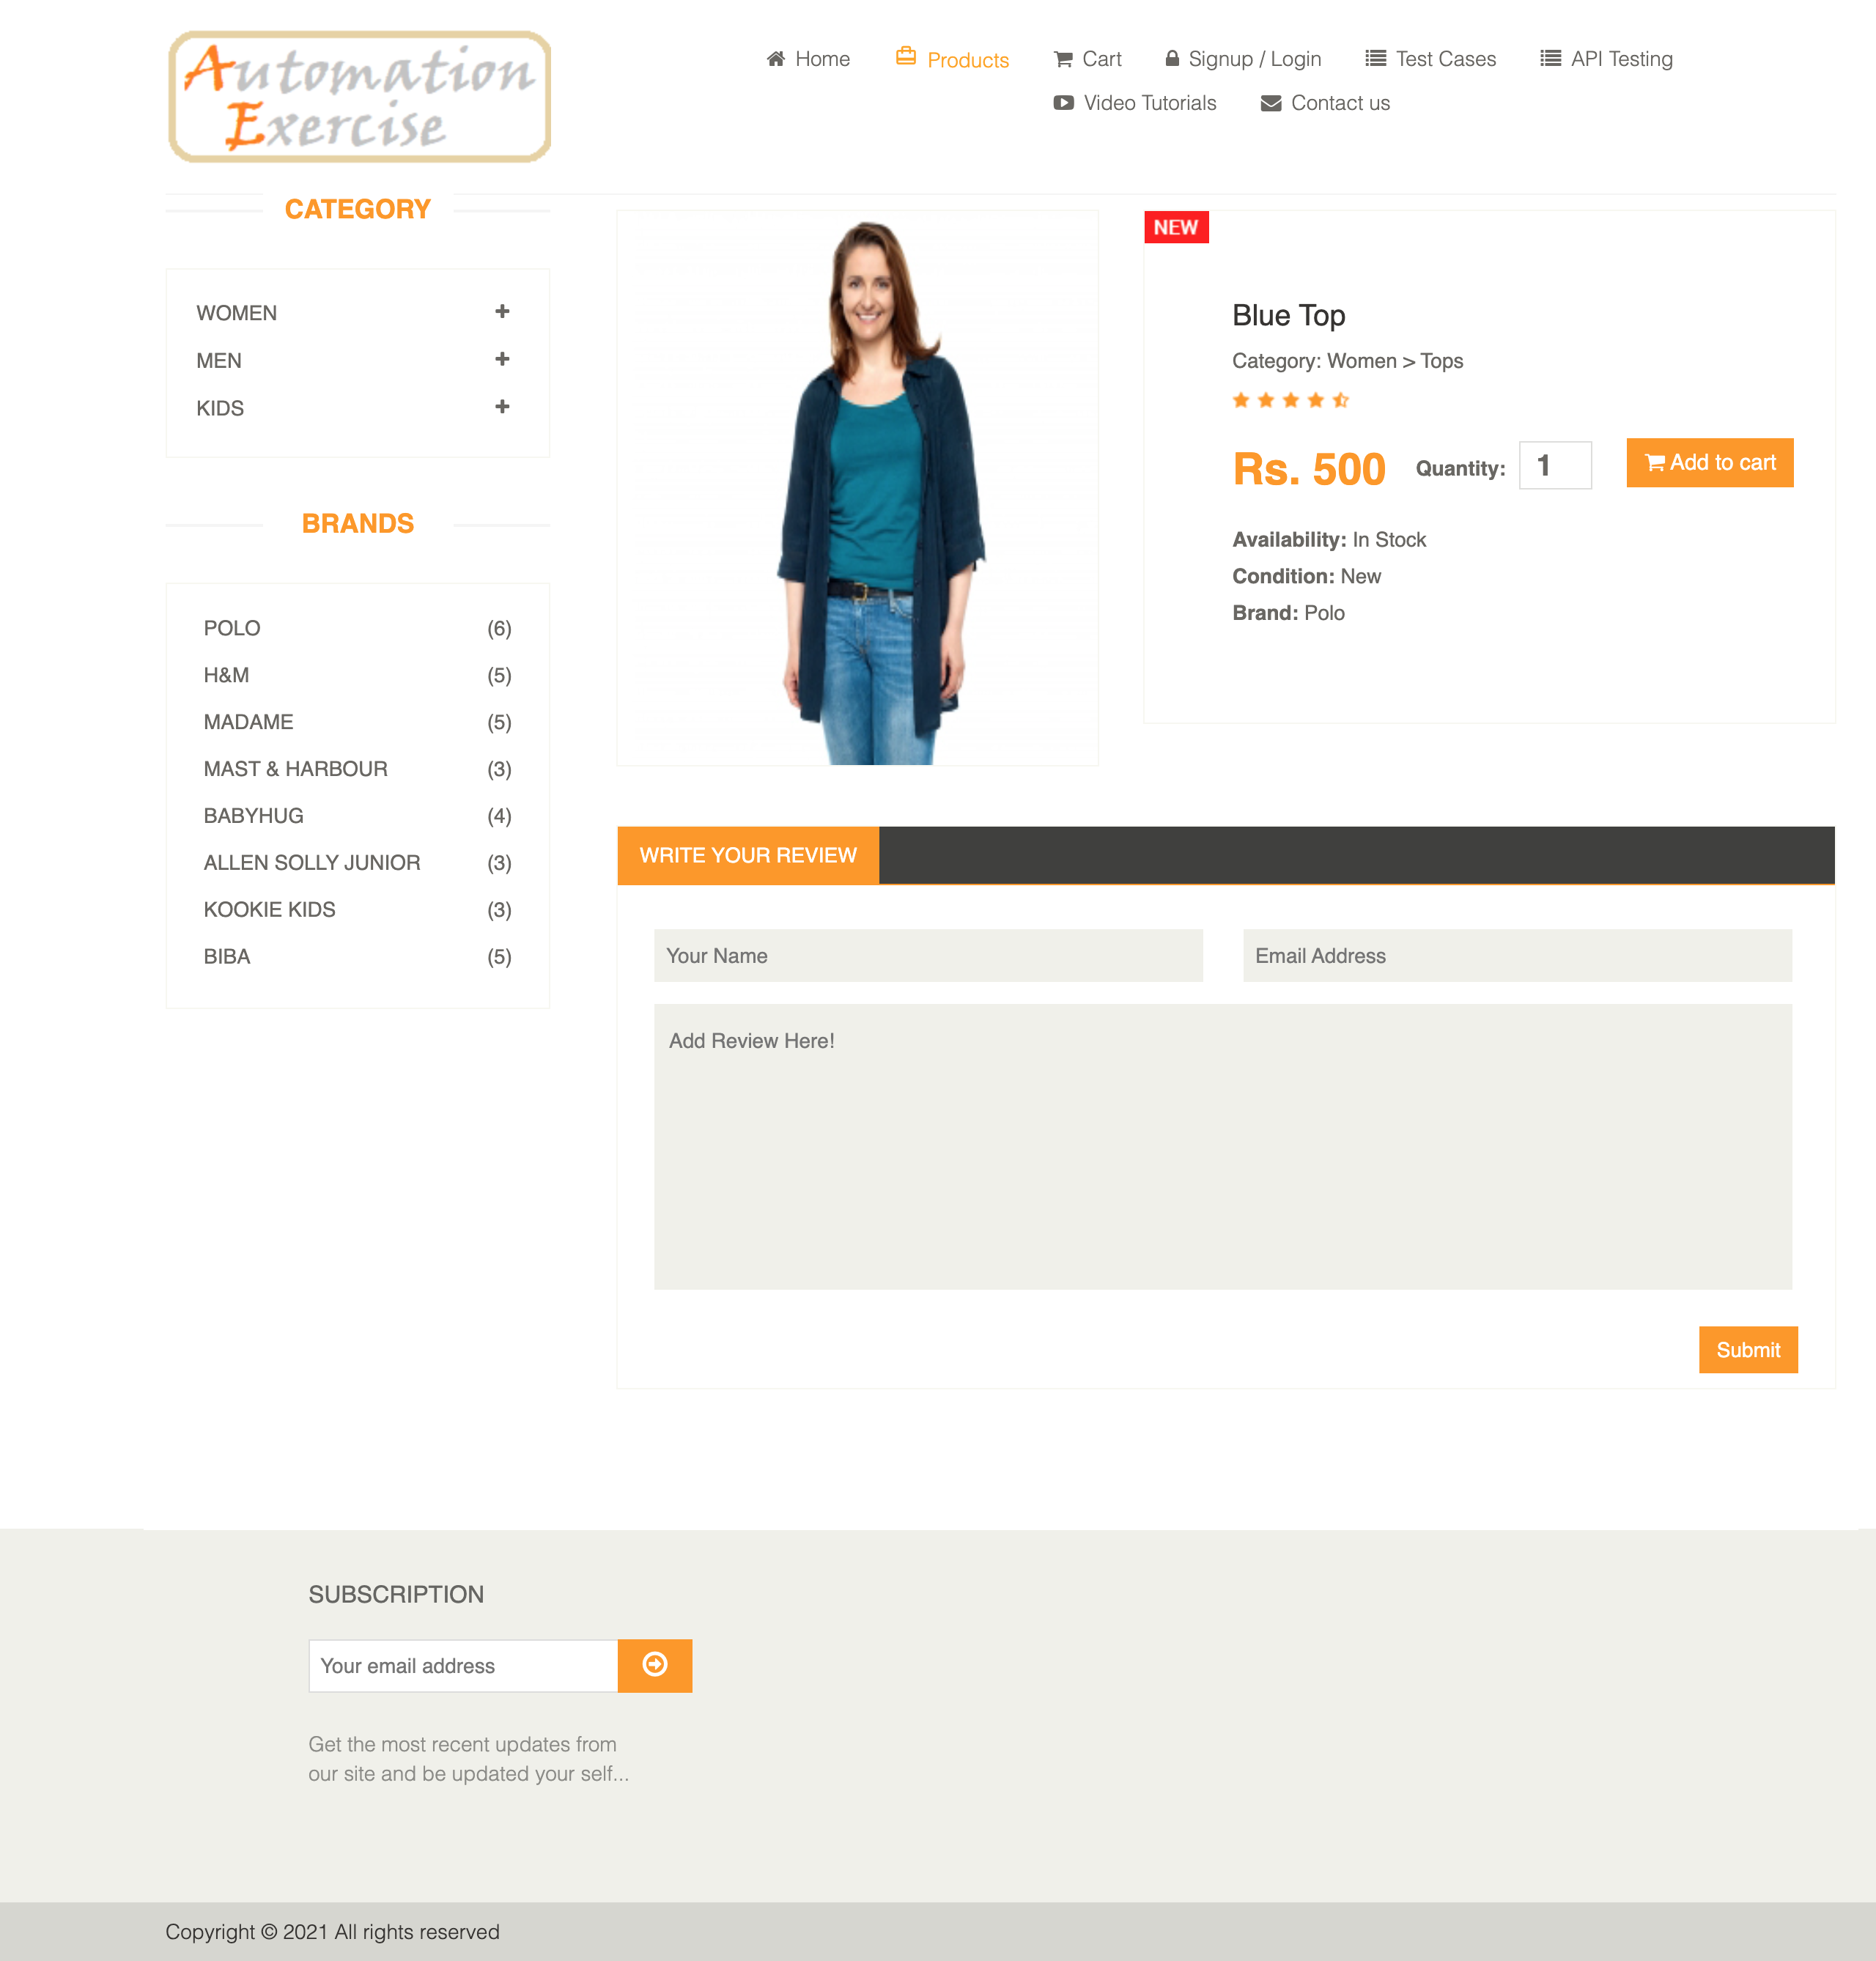 Automation
Exercise
Home
Products
Cart
Signup / Login
Test Cases
API Testing
Video Tutorials
Contact us
CATEGORY
WOMEN
MEN
KIDS
BRANDS
POLO (6)
H&M (5)
MADAME (5)
MAST & HARBOUR (3)
BABYHUG (4)
ALLEN SOLLY JUNIOR (3)
KOOKIE KIDS (3)
BIBA (5)
NEW
Blue Top
Category: Women > Tops
Rs. 500 Quantity: 1 Add to cart
Availability: In Stock
Condition: New
Brand: Polo
WRITE YOUR REVIEW
Your Name
Email Address
Add Review Here!
Submit
SUBSCRIPTION
Your email address
Get the most recent updates from
our site and be updated your self...
Copyright © 2021 All rights reserved